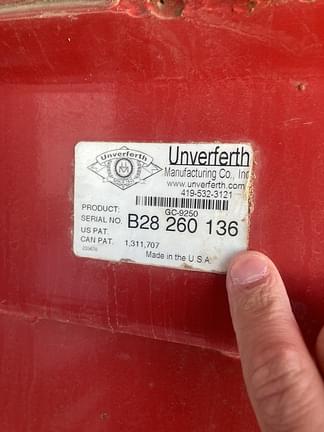 Unverferth
Unverferth
Manufacturing Co., Inc
www.unverferth.com
419-532-3121
PRODUCT: GC-9250
SERIAL NO. B28 260 136
US PAT.
CAN PAT. 1,311,707
Made in the U.S.A.